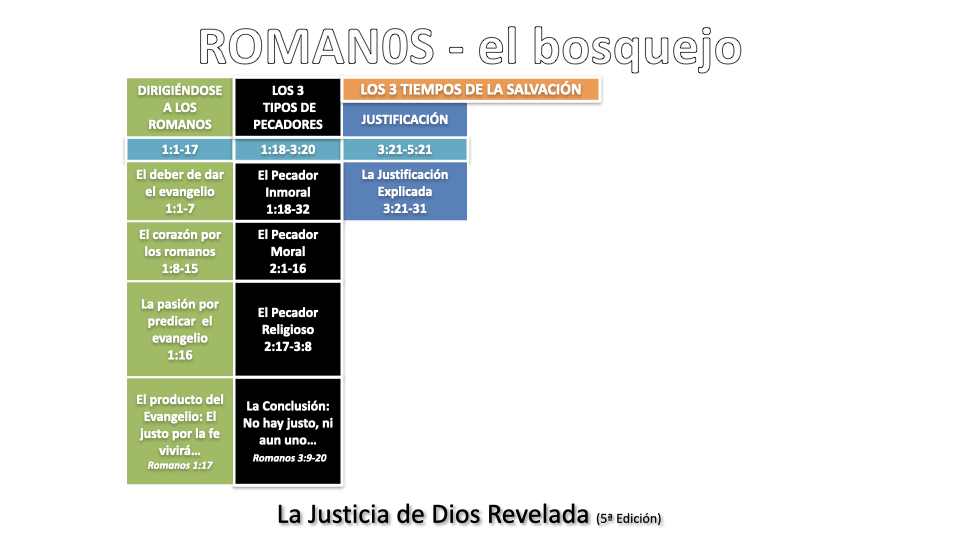 ROMAN0S - el bosquejo
DIRIGIÉNDOSE
A LOS
ROMANOS
1:1-17
El deber de dar
el evangelio
1:1-7
El corazón por
los romanos
1:8-15
La pasión por
predicar el
evangelio
1:16
El producto del
Evangelio: El
justo por la fe
vivirá…
Romanos 1:17
LOS 3
TIPOS DE
PECADORES
1:18-3:20
El Pecador
Inmoral
1:18-32
El Pecador
Moral
2:1-16
El Pecador
Religioso
2:17-3:8
La Conclusión:
No hay justo, ni
aun uno…
Romanos 3:9-20
LOS 3 TIEMPOS DE LA SALVACIÓN
JUSTIFICACIÓN
3:21-5:21
La Justificación
Explicada
3:21-31
La Justicia de Dios Revelada (5ª Edición)